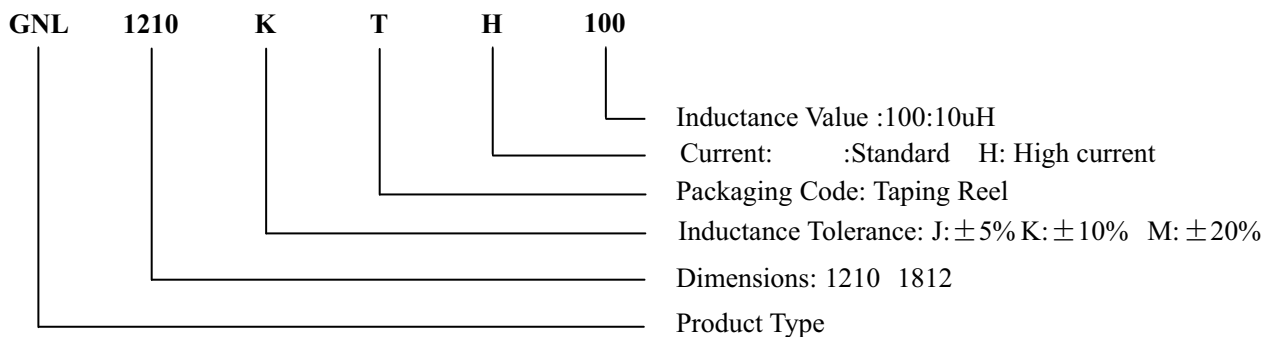 GNL 1210 K T H 100
Inductance Value :100:10uH
Current: :Standard H: High current
Packaging Code: Taping Reel
Inductance Tolerance: J:±5% K:±10% M: ±20%
Dimensions: 1210 1812
Product Type